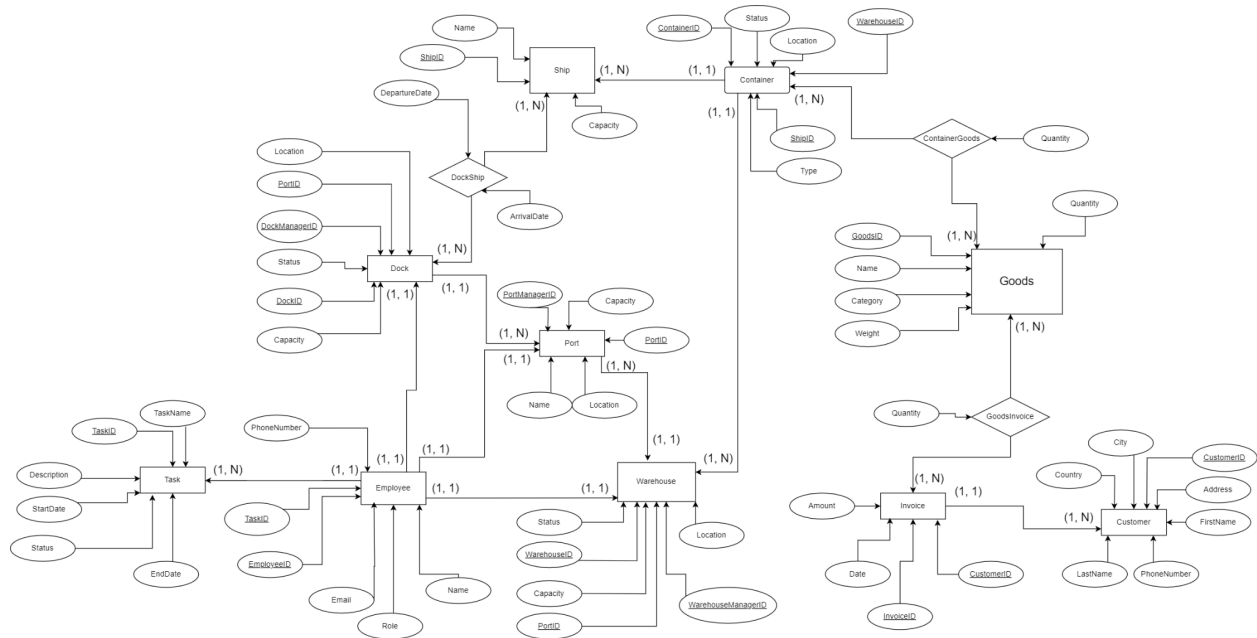 Name
ShipID
Ship
(1, N)
(1, N)
DepartureDate
Capacity
DockShip
ArrivalDate
ContainerID
Status
Location
WarehouseID
(1, 1)
Container
(1, 1)
(1, N)
ShipID
Type
ContainerGoods
Quantity
Location
PortID
DockManagerID
Status
DockID
Capacity
(1, N)
Dock
(1, 1)
(1, 1)
Quantity
GoodsID
Name
Category
Weight
(1, N)
Goods
(1, N)
PortManagerID
Capacity
PortID
(1, N)
(1, 1)
Port
(1, N)
Name
Location
Quantity
GoodsInvoice
TaskName
TaskID
Description
StartDate
Status
EndDate
Task
(1, N)
PhoneNumber
(1, 1)
(1, 1)
(1, 1)
Employee
(1, 1)
TaskID
EmployeeID
Email
Role
Name
(1, 1)
(1, N)
(1, 1)
Warehouse
Status
WarehouseID
Capacity
PortID
Location
WarehouseManagerID
Amount
(1, N)
Invoice
(1, 1)
Date
InvoiceID
CustomerID
City
Country
CustomerID
Address
FirstName
(1, N)
Customer
LastName
PhoneNumber